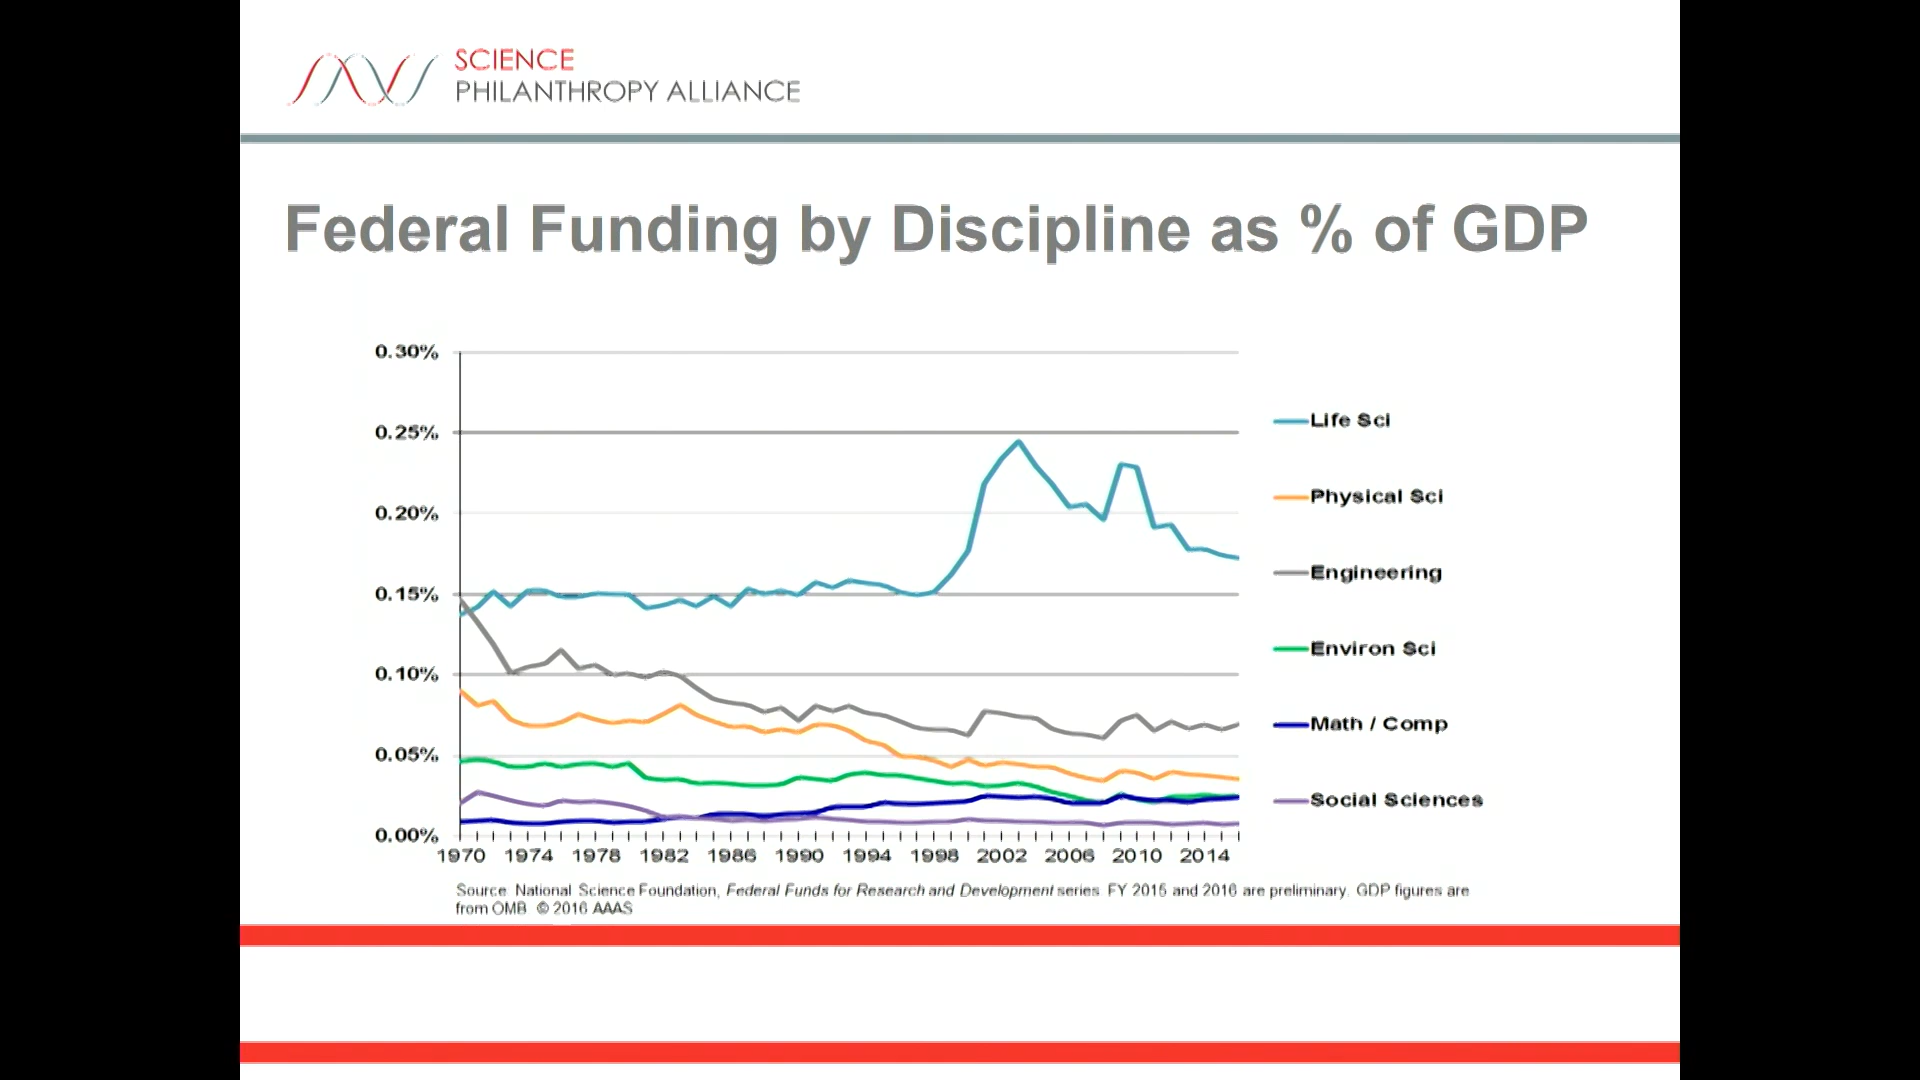 SCIENCE
PHILANTHROPY ALLIANCE
Federal Funding by Discipline as % of GDP
0.30%
0.25%
0.20%
0.15%
0.10%
0.05%
0.00%
1970 1974 1978 1982 1986 1990 1994 1998 2002 2006 2010 2014
Life Sci
Physical Sci
Engineering
Environ Sci
Math / Comp
Social Sciences
Source: National Science Foundation, Federal Funds for Research and Development series. FY 2015 and 2016 are preliminary. GDP figures are
from OMB. © 2016 AAAS